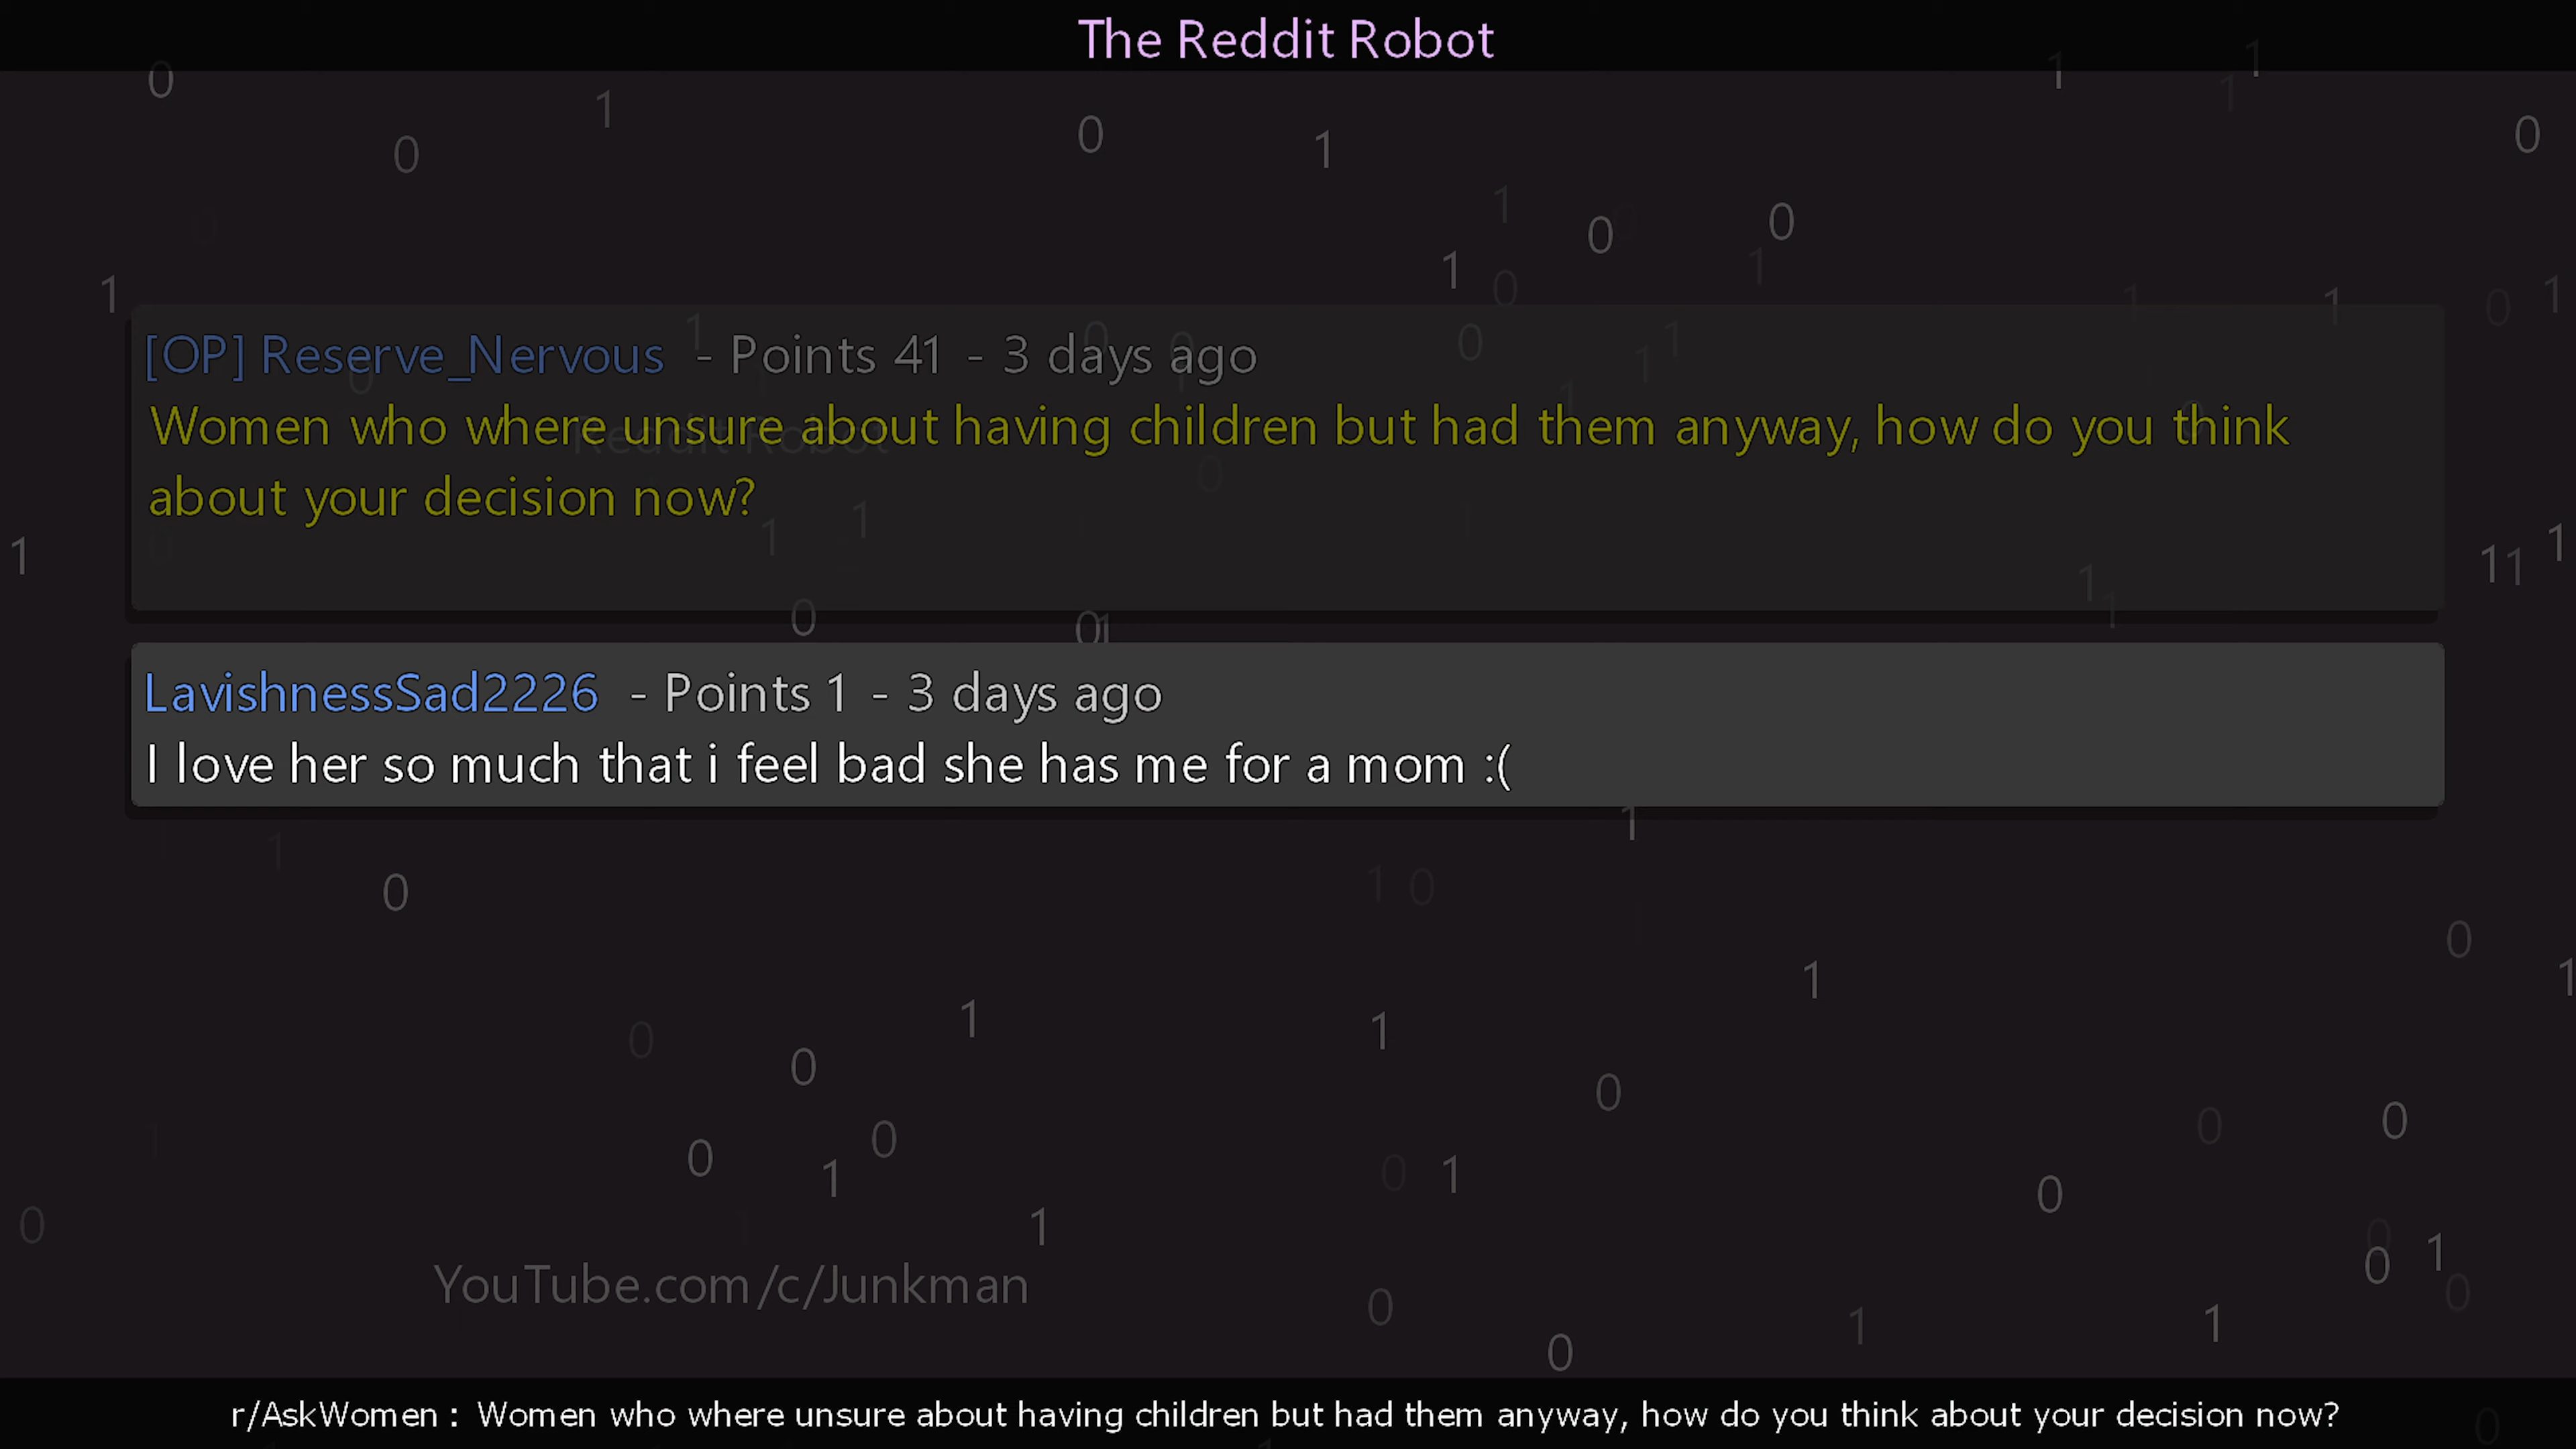 The Reddit Robot
[OP] Reserve_Nervous - Points 41 - 3 days ago
Women who where unsure about having children but had them anyway, how do you think
about your decision now?
Reddit Robot
LavishnessSad2226 - Points 1 - 3 days ago
I love her so much that i feel bad she has me for a mom :(
YouTube.com/c/Junkman
r/AskWomen : Women who where unsure about having children but had them anyway, how do you think about your decision now?